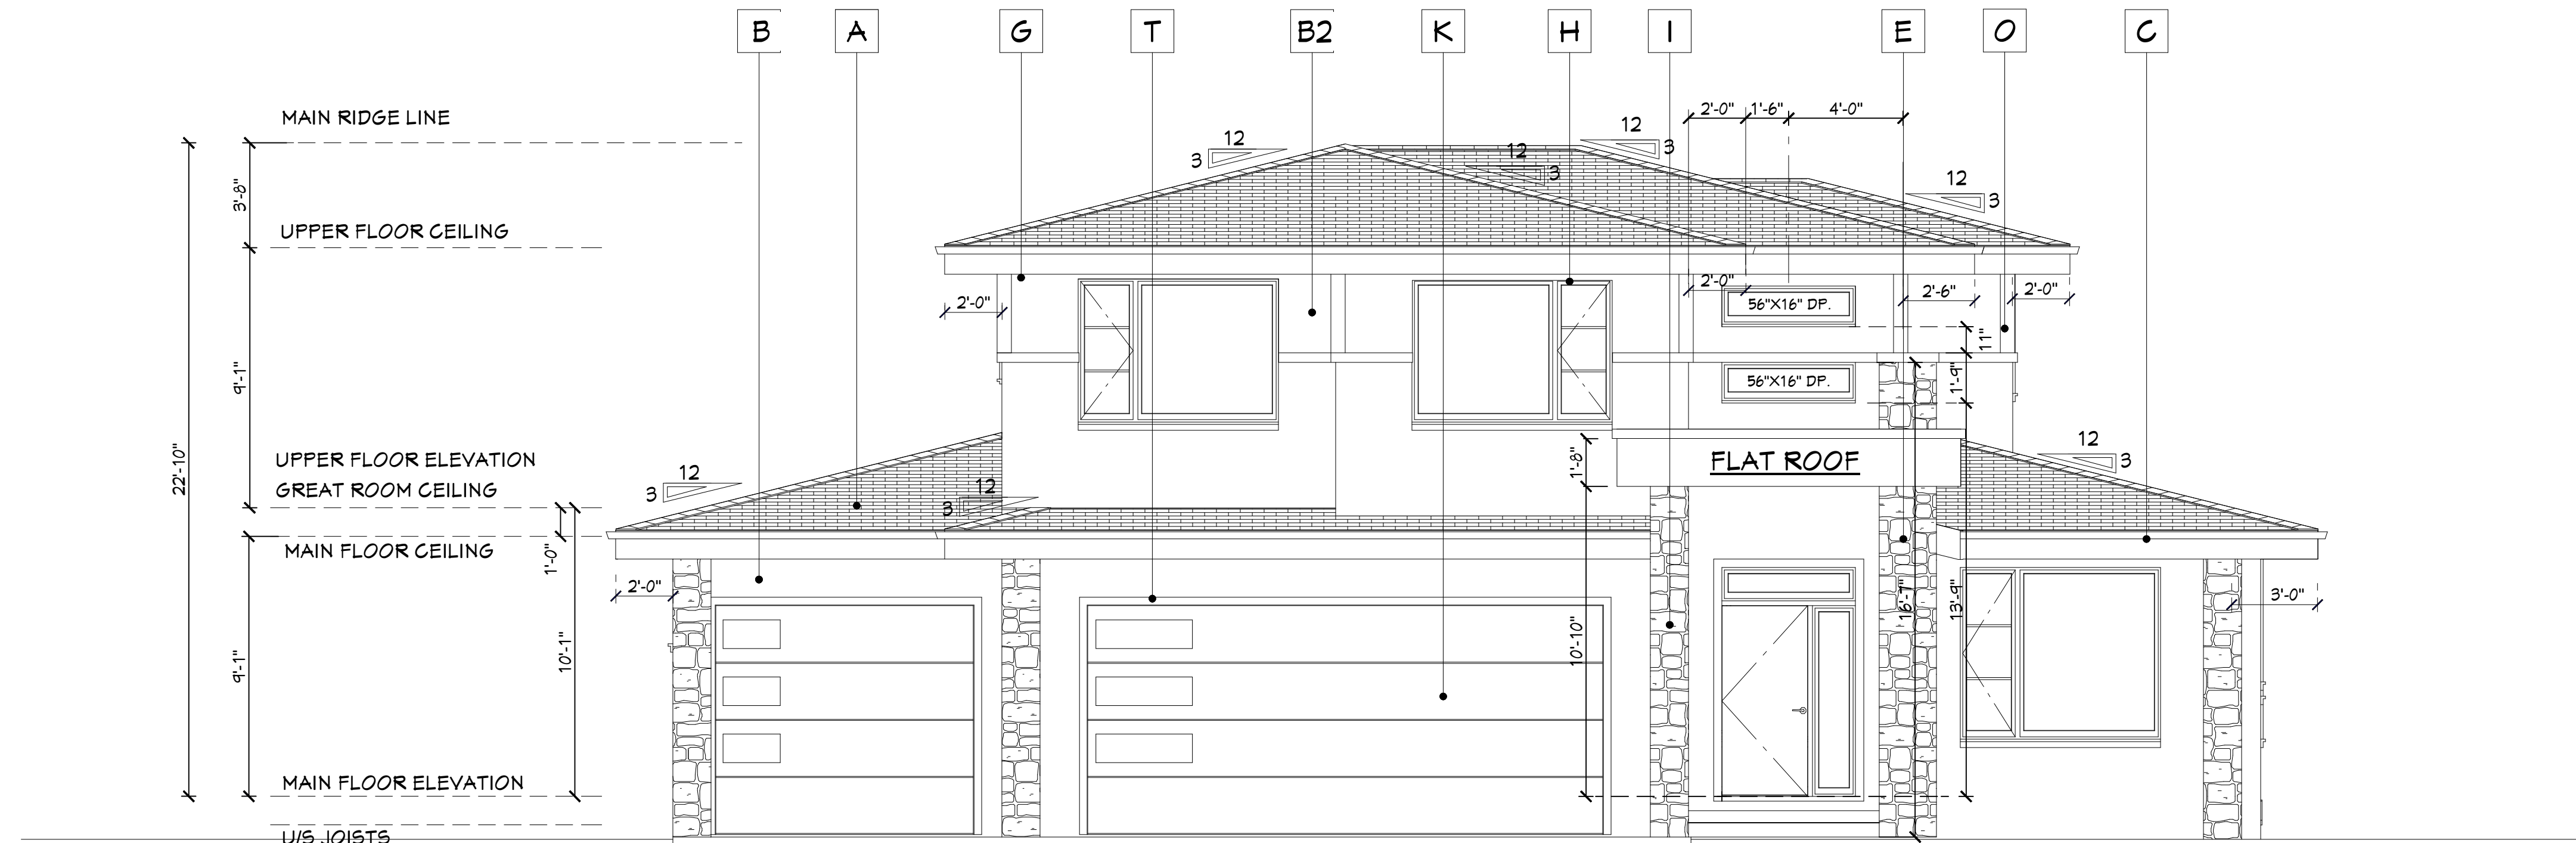 B A G T B2 K H I E O C
2'-0" 1'-6" 4'-0"
MAIN RIDGE LINE
12 3
12 3
12 3
12 3
3'-8"
UPPER FLOOR CEILING
2'-0" 2'-0" 2'-6" 2'-0"
56"X16" DP.
11"
9'-1"
56"X16" DP.
1'-9"
22'-10"
UPPER FLOOR ELEVATION
GREAT ROOM CEILING
12 3
12 3
1'-8"
FLAT ROOF
12 3
MAIN FLOOR CEILING
1'-0"
2'-0"
16'-7"
13'-9"
3'-0"
9'-1"
10'-1"
10'-10"
MAIN FLOOR ELEVATION
U/S JOISTS